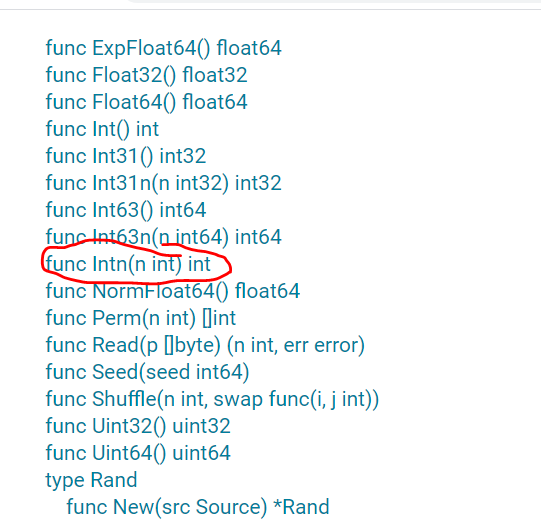 func ExpFloat64() float64
func Float32() float32
func Float64() float64
func Int() int
func Int31() int32
func Int31n(n int32) int32
func Int63() int64
func Int63n(n int64) int64
func Intn(n int) int
func NormFloat64() float64
func Perm(n int) []int
func Read(p []byte) (n int, err error)
func Seed(seed int64)
func Shuffle(n int, swap func(i, j int))
func Uint32() uint32
func Uint64() uint64
type Rand
func New(src Source) *Rand